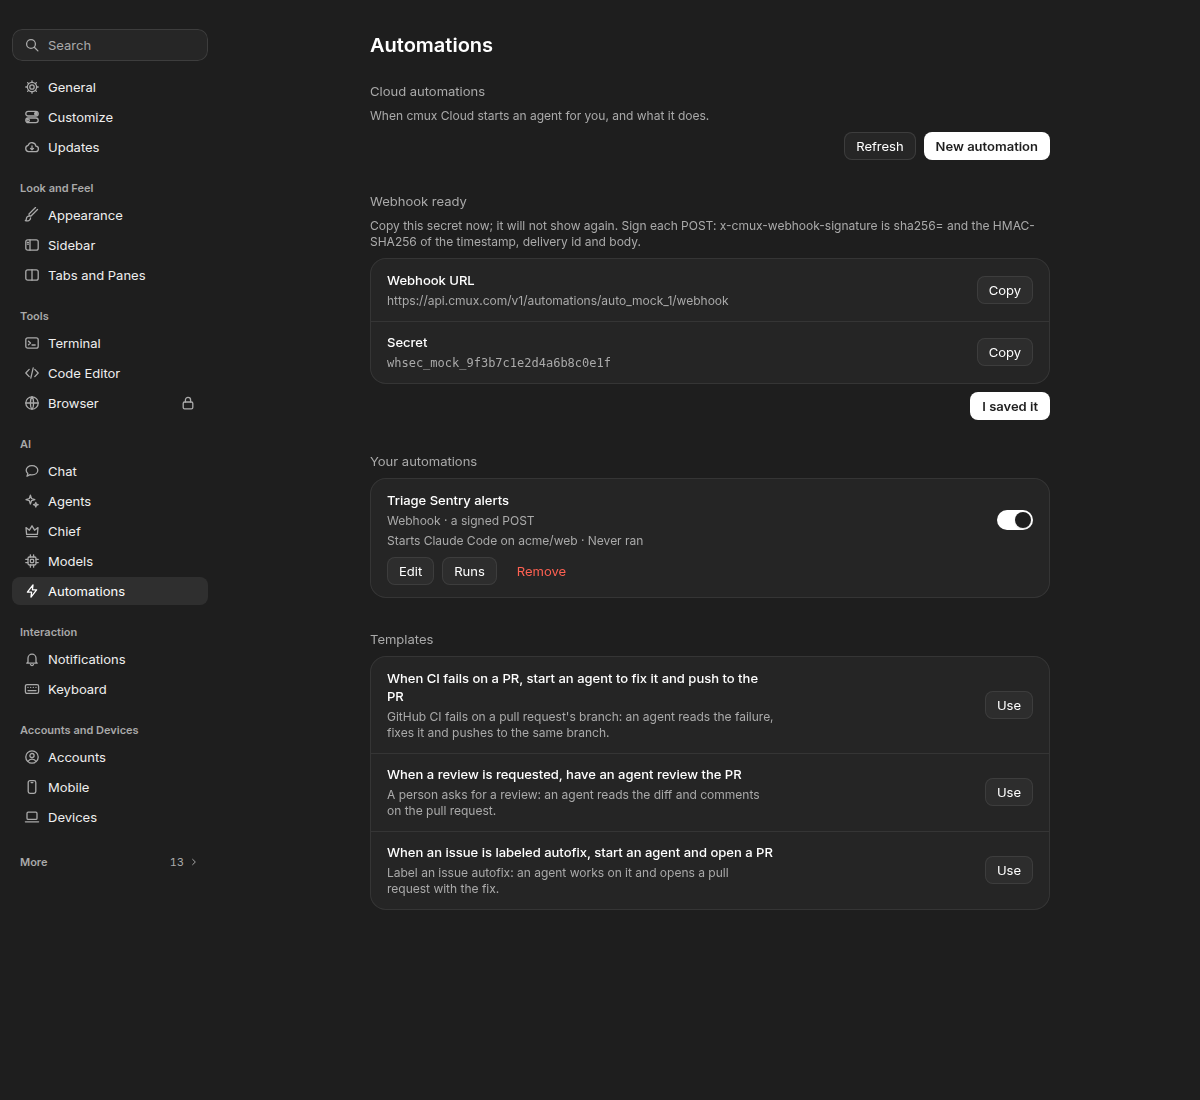 Search
General
Customize
Updates
Look and Feel
Appearance
Sidebar
Tabs and Panes
Tools
Terminal
Code Editor
Browser
AI
Chat
Agents
Chief
Models
Automations
Interaction
Notifications
Keyboard
Accounts and Devices
Accounts
Mobile
Devices
More 13
Automations
Cloud automations
When cmux Cloud starts an agent for you, and what it does.
Refresh New automation
Webhook ready
Copy this secret now; it will not show again. Sign each POST: x-cmux-webhook-signature is sha256= and the HMAC-
SHA256 of the timestamp, delivery id and body.
Webhook URL
https://api.cmux.com/v1/automations/auto_mock_1/webhook
Copy
Secret
whsec_mock_9f3b7c1e2d4a6b8c0e1f
Copy
I saved it
Your automations
Triage Sentry alerts
Webhook · a signed POST
Starts Claude Code on acme/web · Never ran
Edit Runs Remove
Templates
When CI fails on a PR, start an agent to fix it and push to the
PR
GitHub CI fails on a pull request's branch: an agent reads the failure,
fixes it and pushes to the same branch.
Use
When a review is requested, have an agent review the PR
A person asks for a review: an agent reads the diff and comments
on the pull request.
Use
When an issue is labeled autofix, start an agent and open a PR
Label an issue autofix: an agent works on it and opens a pull
request with the fix.
Use